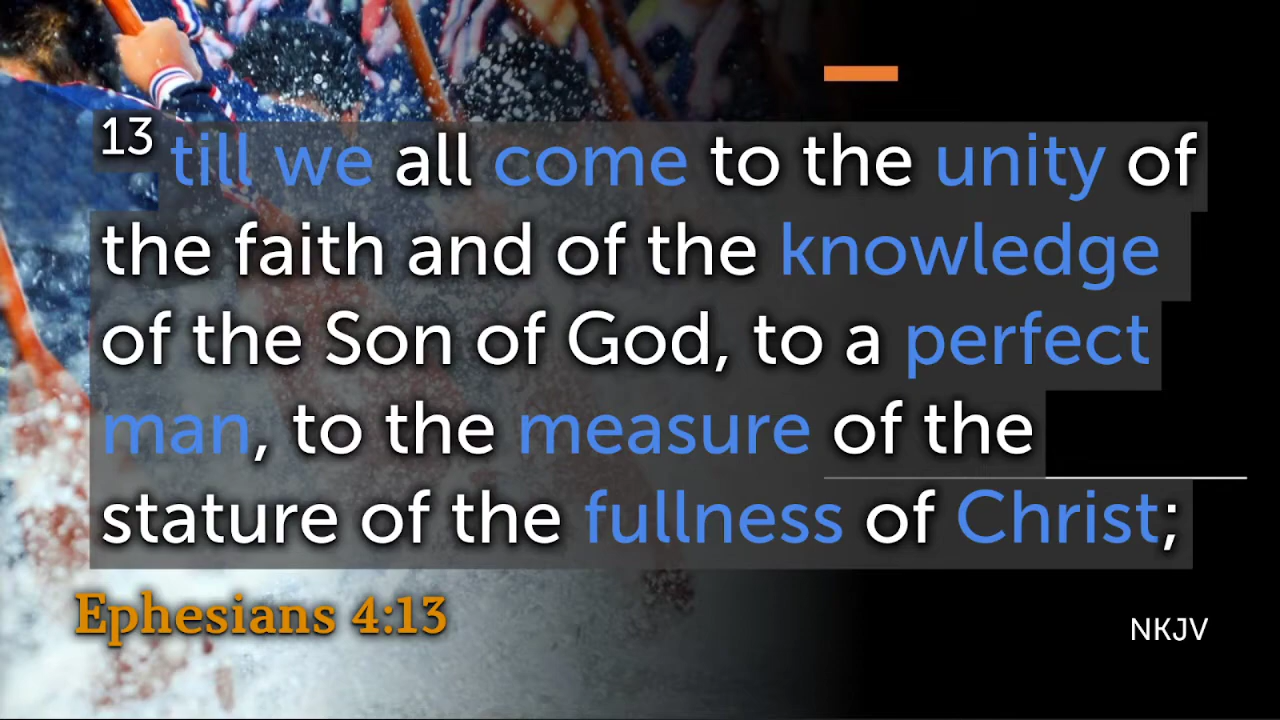 13 till we all come to the unity of
the faith and of the knowledge
of the Son of God, to a perfect
man, to the measure of the
stature of the fullness of Christ;
Ephesians 4:13
NKJV